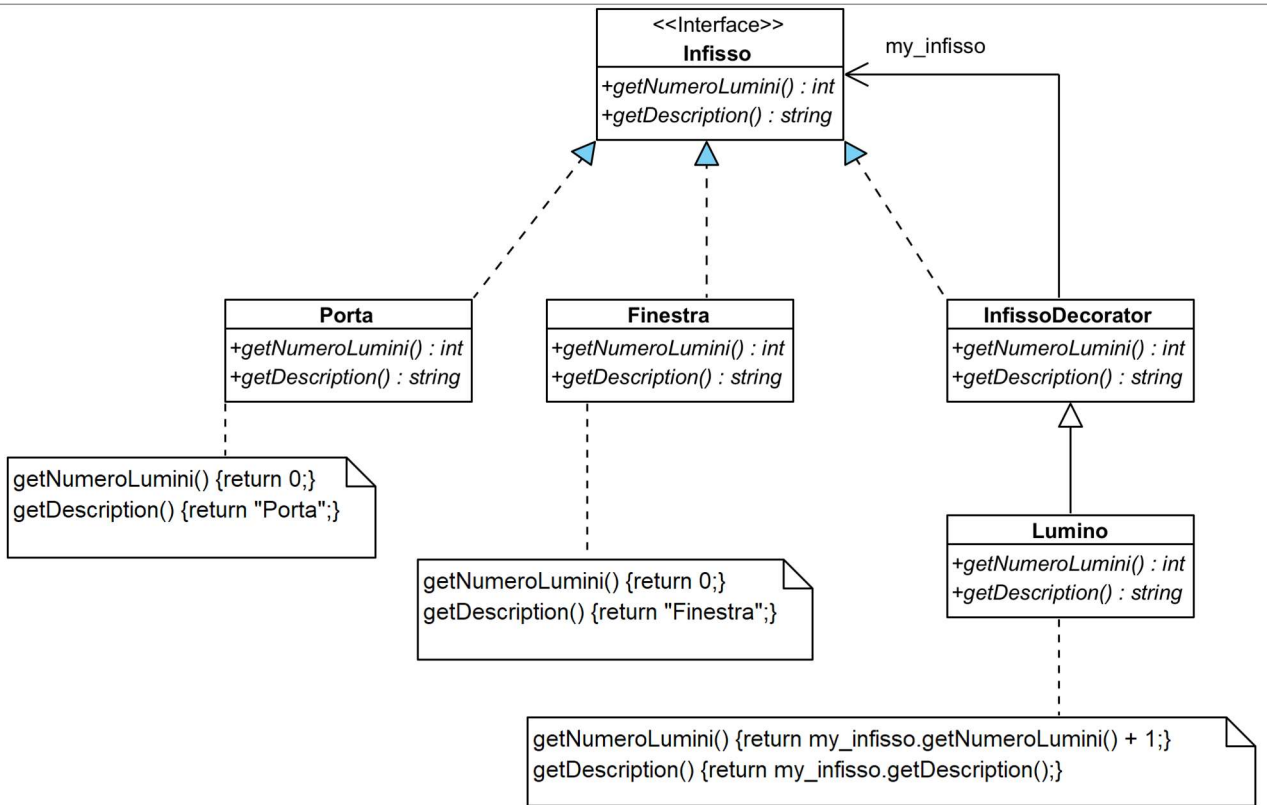 <<Interface>>
Infisso
+getNumeroLumini() : int
+getDescription() : string
my_infisso
Porta
+getNumeroLumini() : int
+getDescription() : string
Finestra
+getNumeroLumini() : int
+getDescription() : string
InfissoDecorator
+getNumeroLumini() : int
+getDescription() : string
getNumeroLumini() {return 0;}
getDescription() {return "Porta";}
getNumeroLumini() {return 0;}
getDescription() {return "Finestra";}
Lumino
+getNumeroLumini() : int
+getDescription() : string
getNumeroLumini() {return my_infisso.getNumeroLumini() + 1;}
getDescription() {return my_infisso.getDescription();}